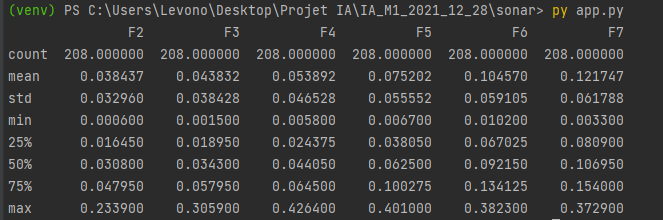 (venv) PS C:\Users\Levono\Desktop\Projet IA\IA_M1_2021_12_28\sonar> py app.py
F2 F3 F4 F5 F6 F7
count 208.000000 208.000000 208.000000 208.000000 208.000000 208.000000
mean 0.038437 0.043832 0.053892 0.075202 0.104570 0.121747
std 0.032960 0.038428 0.046528 0.055552 0.059105 0.061788
min 0.000600 0.001500 0.005800 0.006700 0.010200 0.003300
25% 0.016450 0.018950 0.024375 0.038050 0.067025 0.080900
50% 0.030800 0.034300 0.044050 0.062500 0.092150 0.106950
75% 0.047950 0.057950 0.064500 0.100275 0.134125 0.154000
max 0.233900 0.305900 0.426400 0.401000 0.382300 0.372900